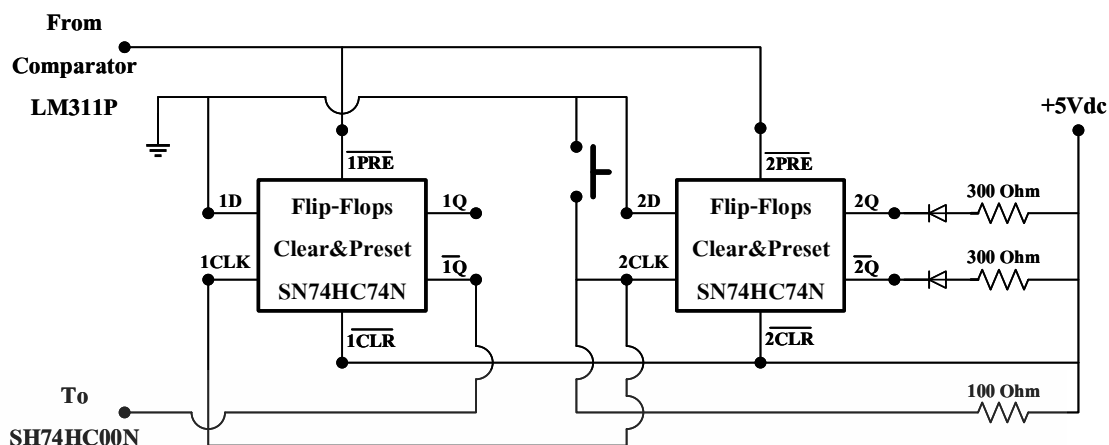 From
Comparator
LM311P
+5Vdc
1PRE
2PRE
1D
Flip-Flops
1Q
2D
Flip-Flops
2Q
300 Ohm
Clear&Preset
Clear&Preset
1CLK
1Q
2CLK
2Q
300 Ohm
SN74HC74N
SN74HC74N
1CLR
2CLR
To
100 Ohm
SH74HC00N